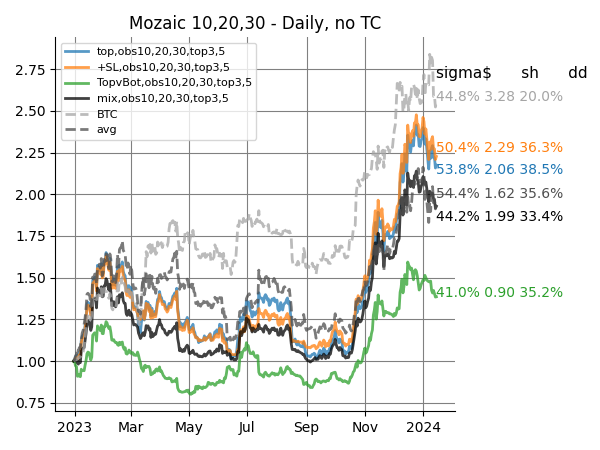 Mozaic 10,20,30 - Daily, no TC
top,obs10,20,30,top3,5
+SL,obs10,20,30,top3,5
TopvBot,obs10,20,30,top3,5
mix,obs10,20,30,top3,5
BTC
avg
sigma$ sh dd
44.8% 3.28 20.0%
50.4% 2.29 36.3%
53.8% 2.06 38.5%
54.4% 1.62 35.6%
44.2% 1.99 33.4%
41.0% 0.90 35.2%
2.75
2.50
2.25
2.00
1.75
1.50
1.25
1.00
0.75
2023 Mar May Jul Sep Nov 2024